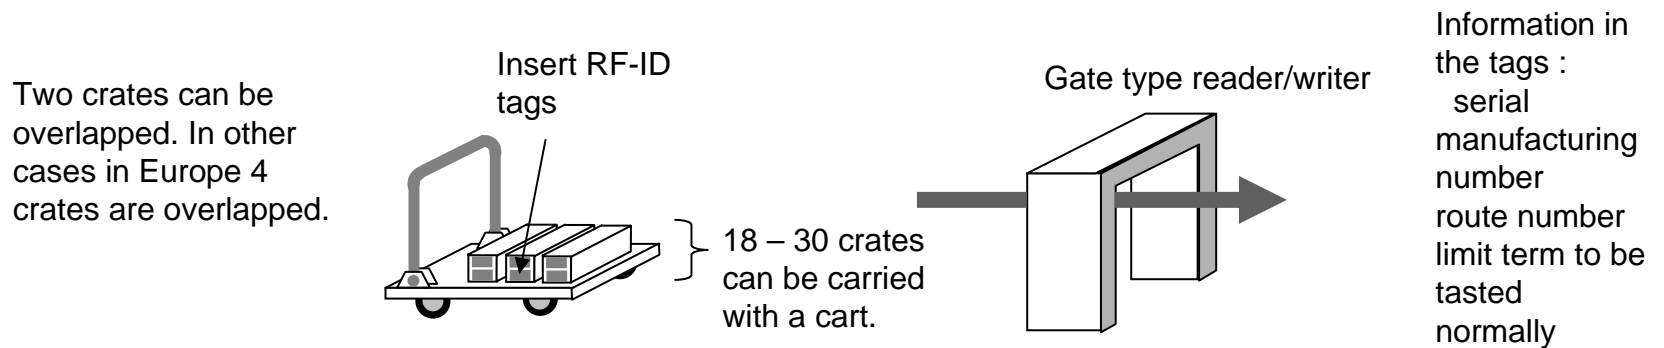 Two crates can be
overlapped. In other
cases in Europe 4
crates are overlapped.
Insert RF-ID
tags
18 – 30 crates
can be carried
with a cart.
Gate type reader/writer
Information in
the tags :
serial
manufacturing
number
route number
limit term to be
tasted
normally